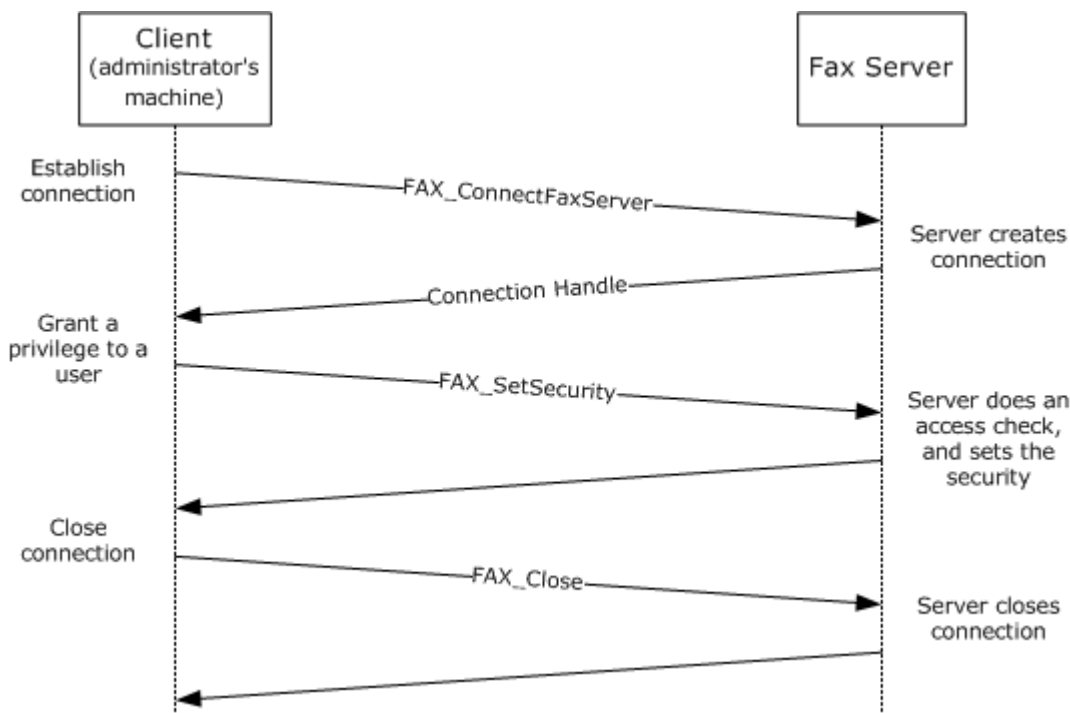 Client
(administrator's
machine)
Fax Server
Establish
connection
FAX_ConnectFaxServer
Server creates
connection
Connection Handle
Grant a
privilege to a
user
FAX_SetSecurity
Server does an
access check,
and sets the
security
Close
connection
FAX_Close
Server closes
connection